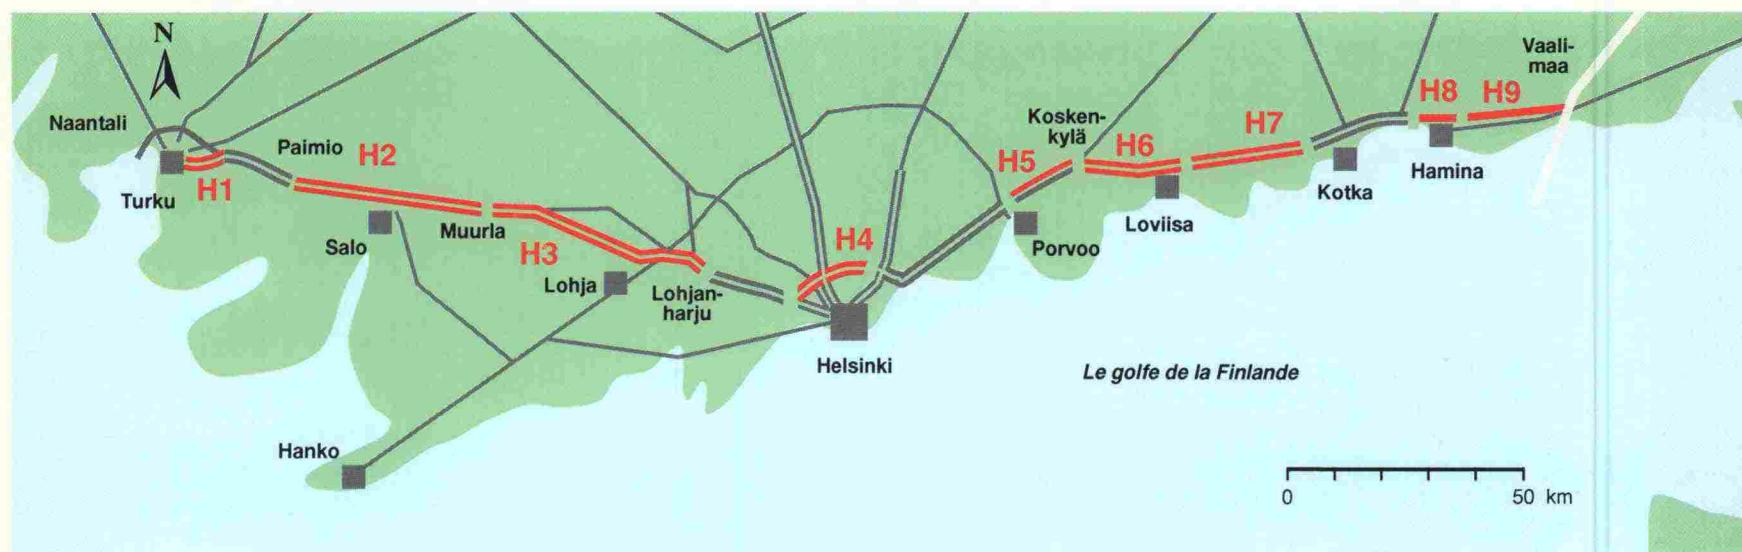 N
Naantali
Turku
H1
Paimio
H2
Salo
Muurla
H3
Lohja
Lohjan-
harju
H4
Helsinki
Hanko
H5
Porvoo
Kosken-
kylä
H6
Loviisa
H7
Kotka
H8
Hamina
H9
Vaali-
maa
Le golfe de la Finlande
0
50 km